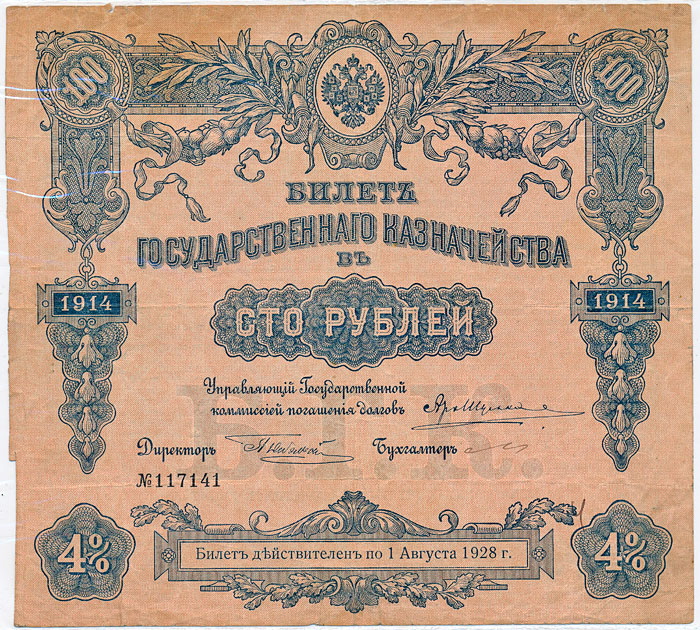 100 100
БИЛЕТЪ
ГОСУДАРСТВЕННАГО КАЗНАЧЕЙСТВА
ВЪ
1914 1914
СТО РУБЛЕЙ
Управляющій Государственной
коммиссіей погашенія долговъ
Директоръ Бухгалтеръ
№117141
4% 4%
Билетъ дѣйствителенъ по 1 Августа 1928 г.